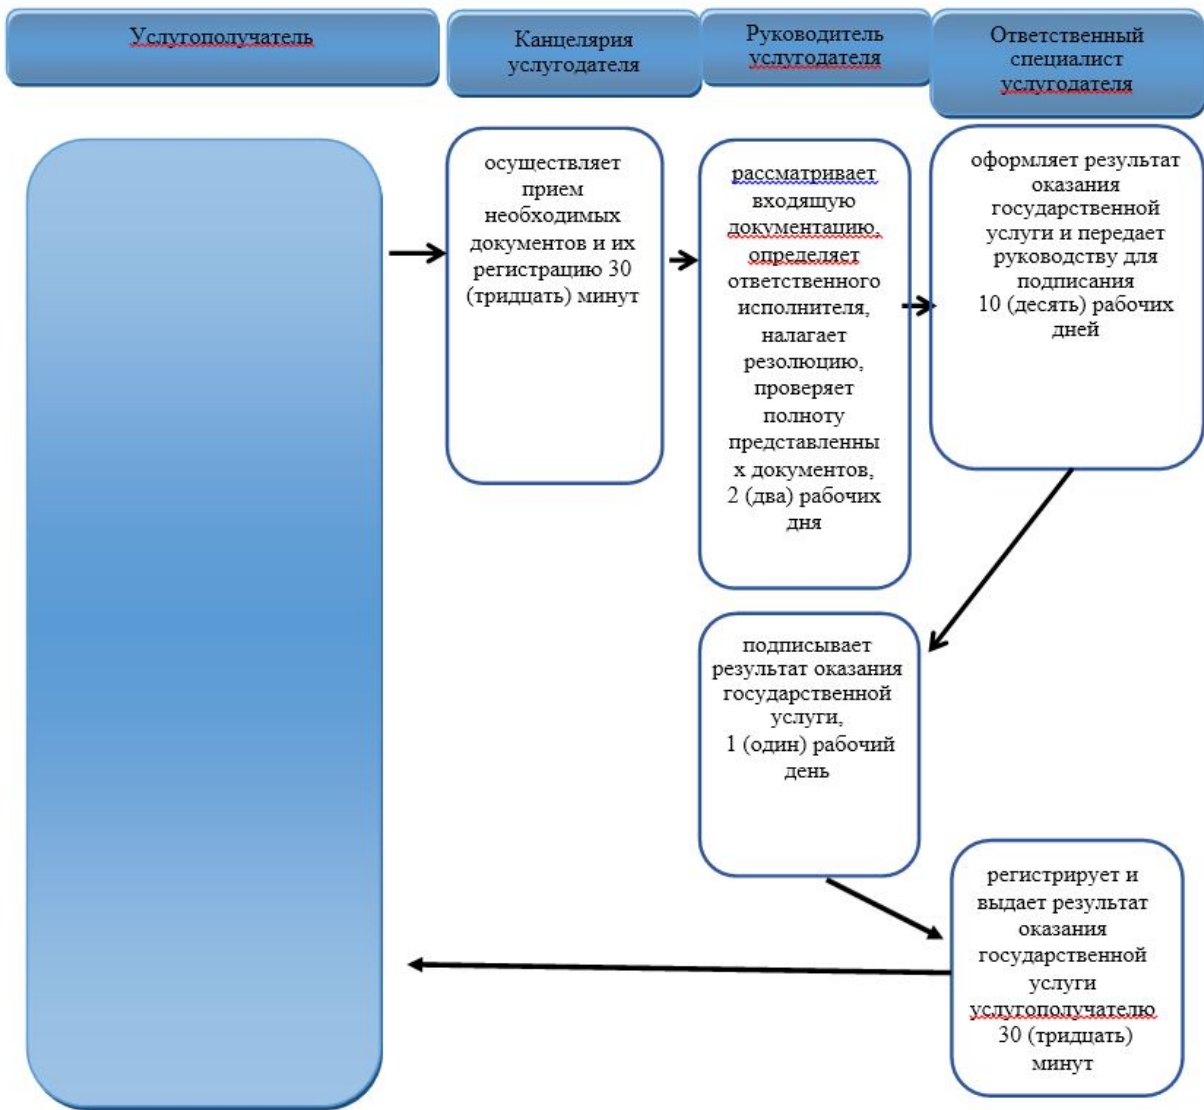 Услугополучатель
Канцелярия
услугодателя
Руководитель
услугодателя
Ответственный
специалист
услугодателя
осуществляет
прием
необходимых
документов и их
регистрацию 30
(тридцать) минут
рассматривает
входящую
документацию,
определяет
ответственного
исполнителя,
налагает
резолюцию,
проверяет
полноту
представленны
х документов,
2 (два) рабочих
дня
оформляет результат
оказания
государственной
услуги и передает
руководству для
подписания
10 (десять) рабочих
дней
подписывает
результат оказания
государственной
услуги,
1 (один) рабочий
день
регистрирует и
выдает результат
оказания
государственной
услуги
услугополучателю
30 (тридцать)
минут